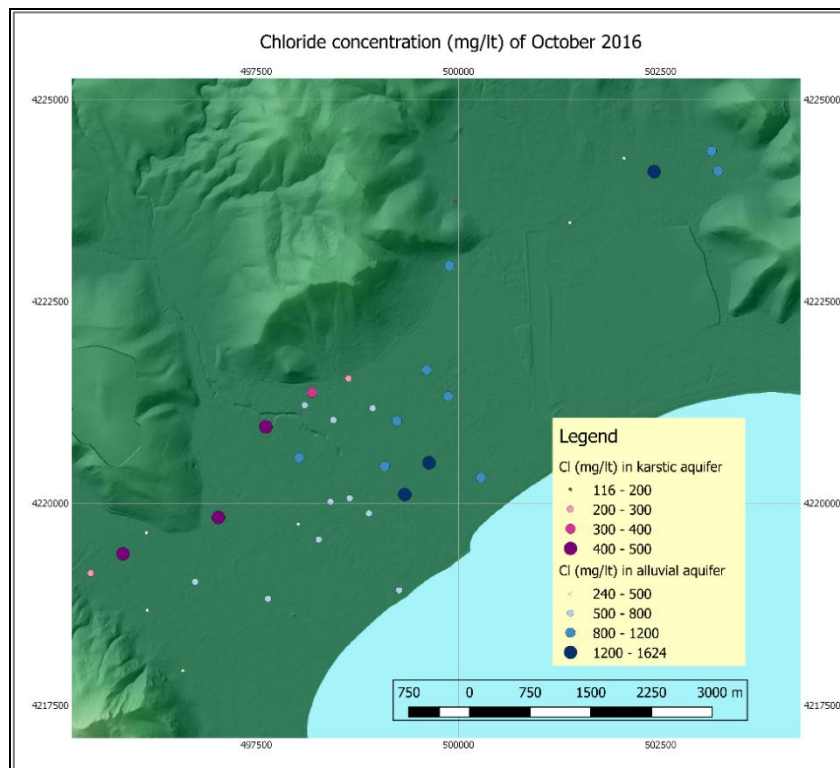 Chloride concentration (mg/lt) of October 2016
497500 500000 502500
4225000 4225000
4222500 4222500
4220000 4220000
4217500 4217500
Legend
Cl (mg/lt) in karstic aquifer
116 - 200
200 - 300
300 - 400
400 - 500
Cl (mg/lt) in alluvial aquifer
240 - 500
500 - 800
800 - 1200
1200 - 1624
750 0 750 1500 2250 3000 m
497500 500000 502500